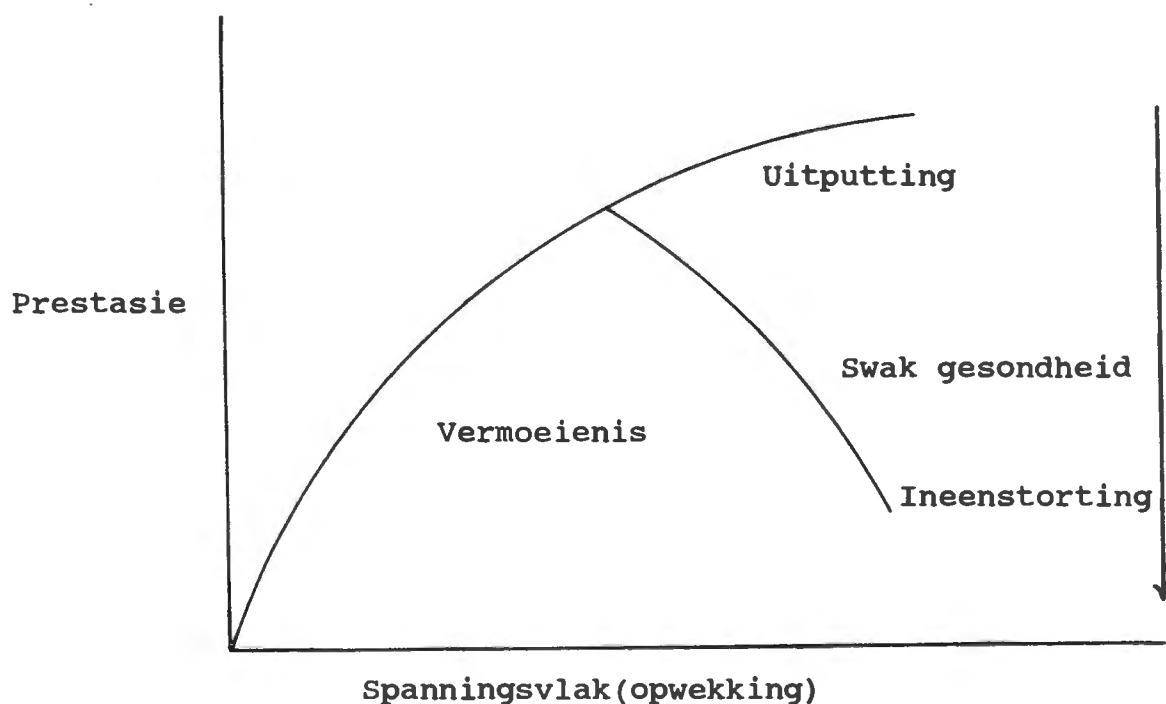 Uitputting
Prestasie
Swak gesondheid
Vermoeienis
Ineenstorting
Spanningsvlak(opwekking)